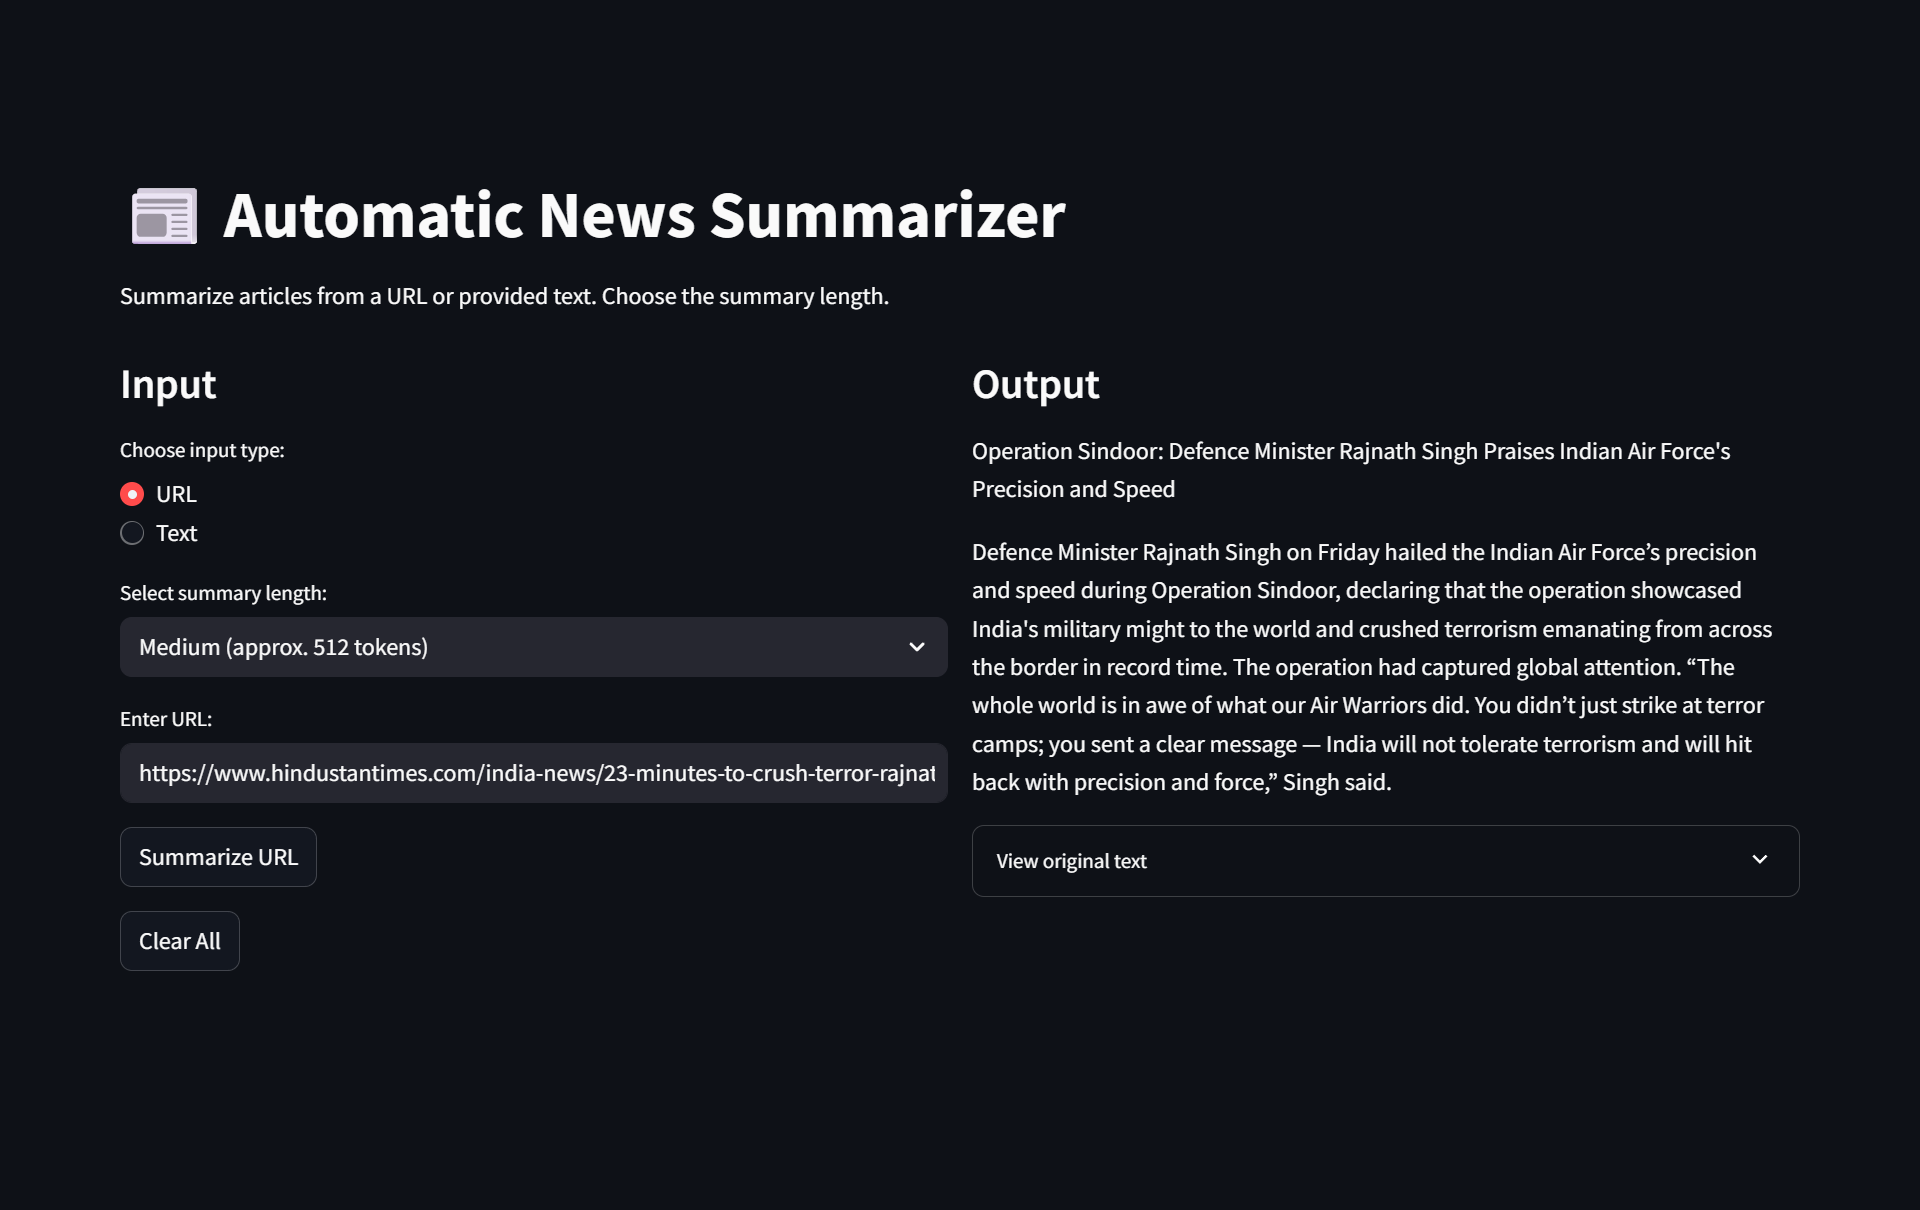 Automatic News Summarizer
Summarize articles from a URL or provided text. Choose the summary length.
Input
Choose input type:
URL
Text
Select summary length:
Medium (approx. 512 tokens)
Enter URL:
https://www.hindustantimes.com/india-news/23-minutes-to-crush-terror-rajnat
Summarize URL
Clear All
Output
Operation Sindoor: Defence Minister Rajnath Singh Praises Indian Air Force's
Precision and Speed
Defence Minister Rajnath Singh on Friday hailed the Indian Air Force’s precision
and speed during Operation Sindoor, declaring that the operation showcased
India's military might to the world and crushed terrorism emanating from across
the border in record time. The operation had captured global attention. “The
whole world is in awe of what our Air Warriors did. You didn’t just strike at terror
camps; you sent a clear message — India will not tolerate terrorism and will hit
back with precision and force,” Singh said.
View original text